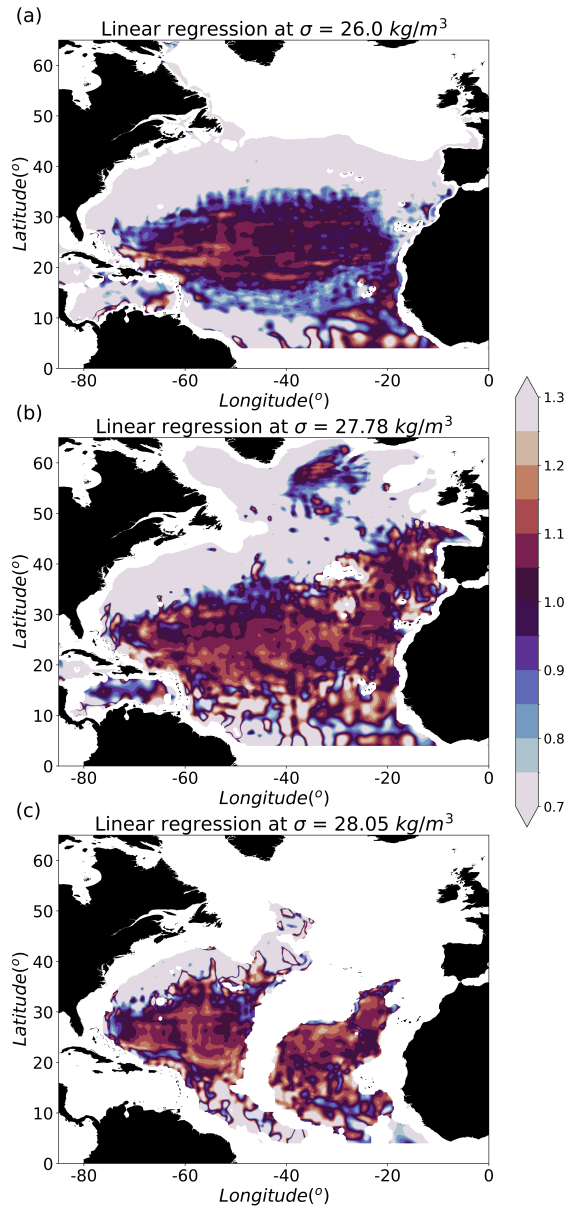 (a)
Linear regression at σ = 26.0 kg/m³
Latitude(°)
60
50
40
30
20
10
0
-80 -60 -40 -20 0
Longitude(°)
(b)
Linear regression at σ = 27.78 kg/m³
Latitude(°)
60
50
40
30
20
10
0
-80 -60 -40 -20 0
Longitude(°)
1.3
1.2
1.1
1.0
0.9
0.8
0.7
(c)
Linear regression at σ = 28.05 kg/m³
Latitude(°)
60
50
40
30
20
10
0
-80 -60 -40 -20 0
Longitude(°)